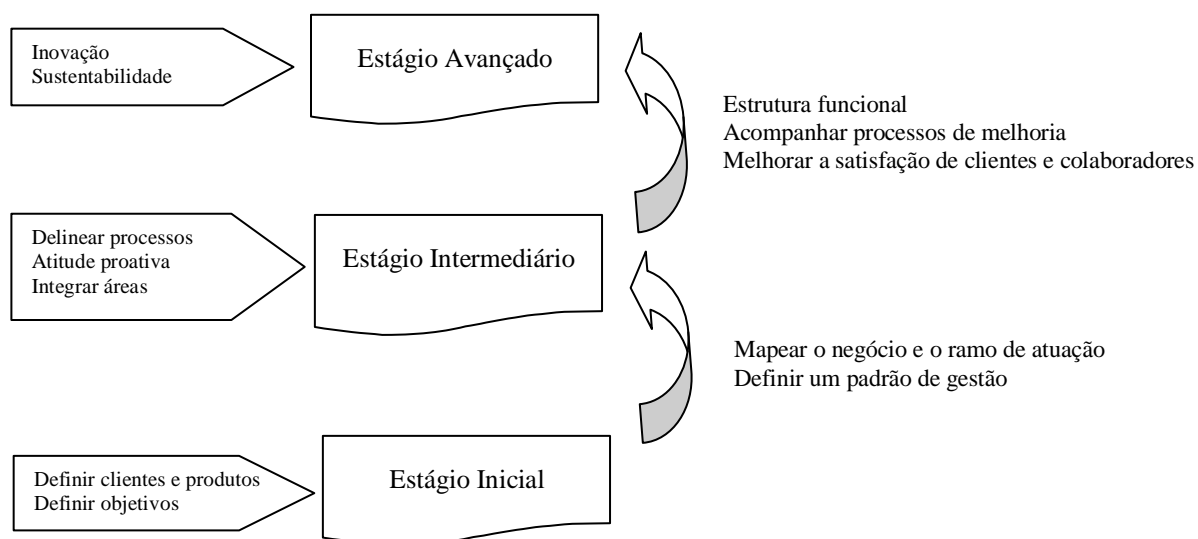 Inovação
Sustentabilidade
Estágio Avançado
Estrutura funcional
Acompanhar processos de melhoria
Melhorar a satisfação de clientes e colaboradores
Delinear processos
Atitude proativa
Integrar áreas
Estágio Intermediário
Mapear o negócio e o ramo de atuação
Definir um padrão de gestão
Definir clientes e produtos
Definir objetivos
Estágio Inicial